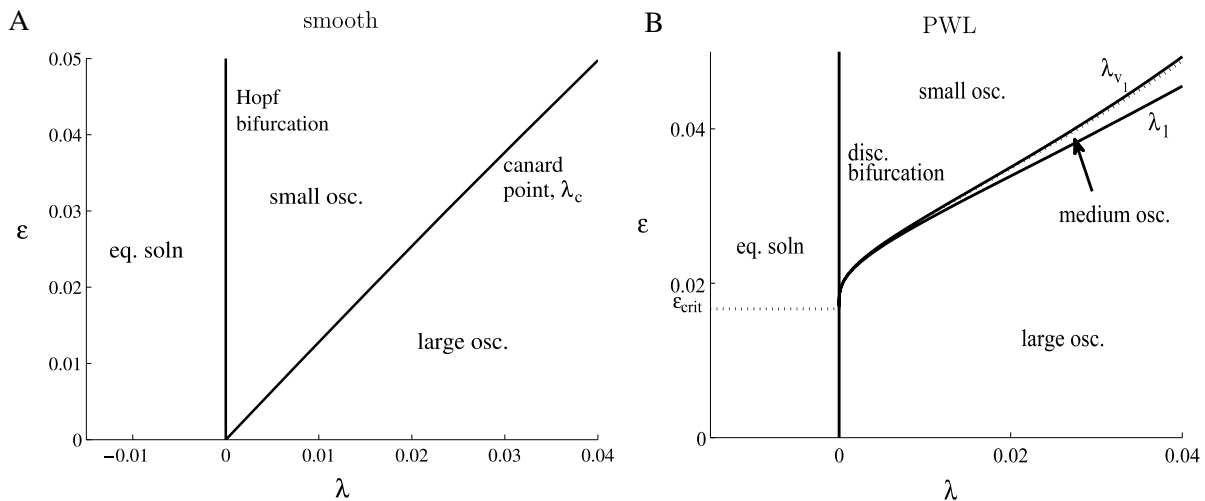 A
smooth
0.05
0.04
0.03
0.02
0.01
0
ε
Hopf
bifurcation
small osc.
canard
point, λc
eq. soln
large osc.
−0.01
0
0.01
0.02
0.03
0.04
λ
B
PWL
0.04
0.02
εcrit
0
ε
small osc.
λv1
λ1
disc.
bifurcation
medium osc.
eq. soln
large osc.
0
0.02
0.04
λ